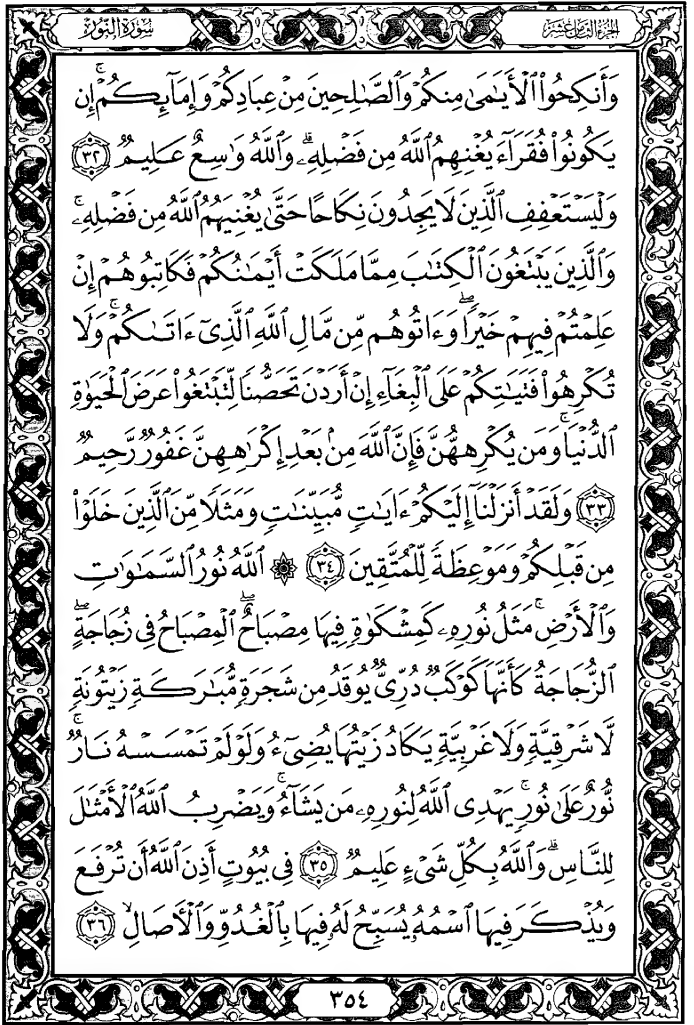 الجزء الثامن عشر
سورة النور
وَأَنكِحُوا۟ ٱلْأَيَـٰمَىٰ مِنكُمْ وَٱلصَّـٰلِحِينَ مِنْ عِبَادِكُمْ وَإِمَآئِكُمْ ۚ إِن
يَكُونُوا۟ فُقَرَآءَ يُغْنِهِمُ ٱللَّهُ مِن فَضْلِهِۦ ۗ وَٱللَّهُ وَٰسِعٌ عَلِيمٌ ٣٢
وَلْيَسْتَعْفِفِ ٱلَّذِينَ لَا يَجِدُونَ نِكَاحًا حَتَّىٰ يُغْنِيَهُمُ ٱللَّهُ مِن فَضْلِهِۦ ۗ
وَٱلَّذِينَ يَبْتَغُونَ ٱلْكِتَـٰبَ مِمَّا مَلَكَتْ أَيْمَـٰنُكُمْ فَكَاتِبُوهُمْ إِنْ
عَلِمْتُمْ فِيهِمْ خَيْرًا ۖ وَءَاتُوهُم مِّن مَّالِ ٱللَّهِ ٱلَّذِىٓ ءَاتَىٰكُمْ ۚ وَلَا
تُكْرِهُوا۟ فَتَيَـٰتِكُمْ عَلَى ٱلْبِغَآءِ إِنْ أَرَدْنَ تَحَصُّنًا لِّتَبْتَغُوا۟ عَرَضَ ٱلْحَيَوٰةِ
ٱلدُّنْيَا ۚ وَمَن يُكْرِههُّنَّ فَإِنَّ ٱللَّهَ مِنۢ بَعْدِ إِكْرَٰهِهِنَّ غَفُورٌ رَّحِيمٌ
٣٣ وَلَقَدْ أَنزَلْنَآ إِلَيْكُمْ ءَايَـٰتٍ مُّبَيِّنَـٰتٍ وَمَثَلًا مِّنَ ٱلَّذِينَ خَلَوْا۟
مِن قَبْلِكُمْ وَمَوْعِظَةً لِّلْمُتَّقِينَ ٣٤ ۞ ٱللَّهُ نُورُ ٱلسَّمَـٰوَٰتِ
وَٱلْأَرْضِ ۚ مَثَلُ نُورِهِۦ كَمِشْكَوٰةٍ فِيهَا مِصْبَاحٌ ۖ ٱلْمِصْبَاحُ فِى زُجَاجَةٍ ۖ
ٱلزُّجَاجَةُ كَأَنَّهَا كَوْكَبٌ دُرِّىٌّ يُوقَدُ مِن شَجَرَةٍ مُّبَـٰرَكَةٍ زَيْتُونَةٍ
لَّا شَرْقِيَّةٍ وَلَا غَرْبِيَّةٍ يَكَادُ زَيْتُهَا يُضِىٓءُ وَلَوْ لَمْ تَمْسَسْهُ نَارٌ ۚ
نُّورٌ عَلَىٰ نُورٍ ۗ يَهْدِى ٱللَّهُ لِنُورِهِۦ مَن يَشَآءُ ۚ وَيَضْرِبُ ٱللَّهُ ٱلْأَمْثَـٰلَ
لِلنَّاسِ ۗ وَٱللَّهُ بِكُلِّ شَىْءٍ عَلِيمٌ ٣٥ فِى بُيُوتٍ أَذِنَ ٱللَّهُ أَن تُرْفَعَ
وَيُذْكَرَ فِيهَا ٱسْمُهُۥ يُسَبِّحُ لَهُۥ فِيهَا بِٱلْغُدُوِّ وَٱلْـَٔاصَالِ ٣٦
٣٥٤